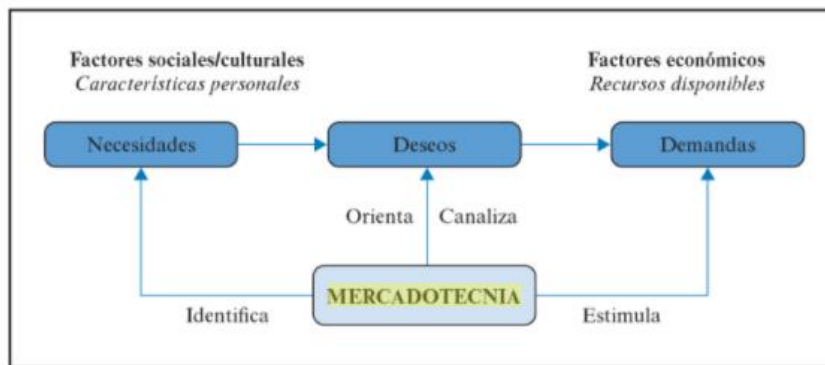 Factores sociales/culturales
Características personales
Factores económicos
Recursos disponibles
Necesidades
Deseos
Demandas
Orienta
Canaliza
MERCADOTECNIA
Identifica
Estimula